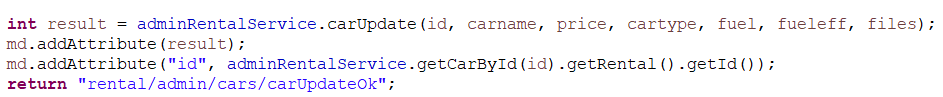 int result = adminRentalService.carUpdate(id, carname, price, cartype, fuel, fueleff, files);
md.addAttribute(result);
md.addAttribute("id", adminRentalService.getCarById(id).getRental().getId());
return "rental/admin/cars/carUpdateOk";